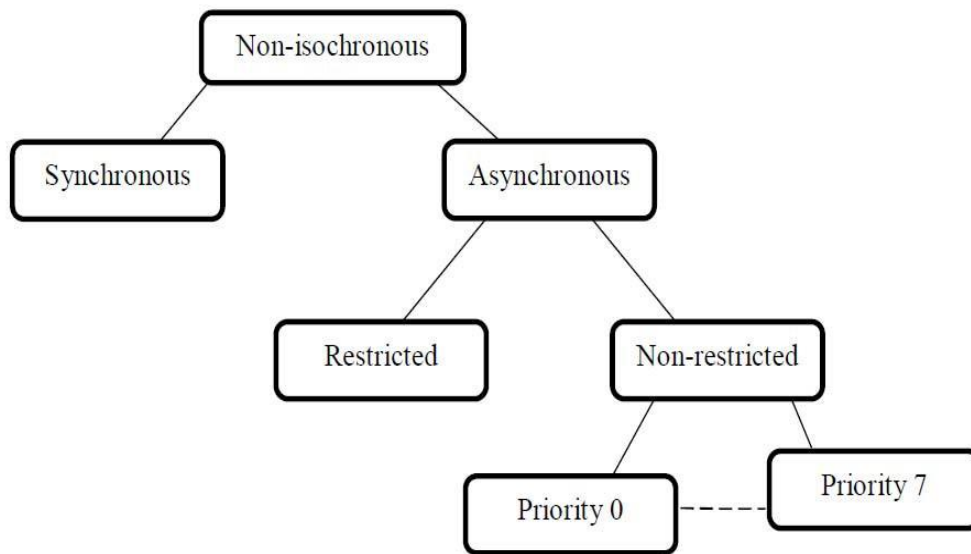 Non-isochronous
Synchronous
Asynchronous
Restricted
Non-restricted
Priority 0
Priority 7